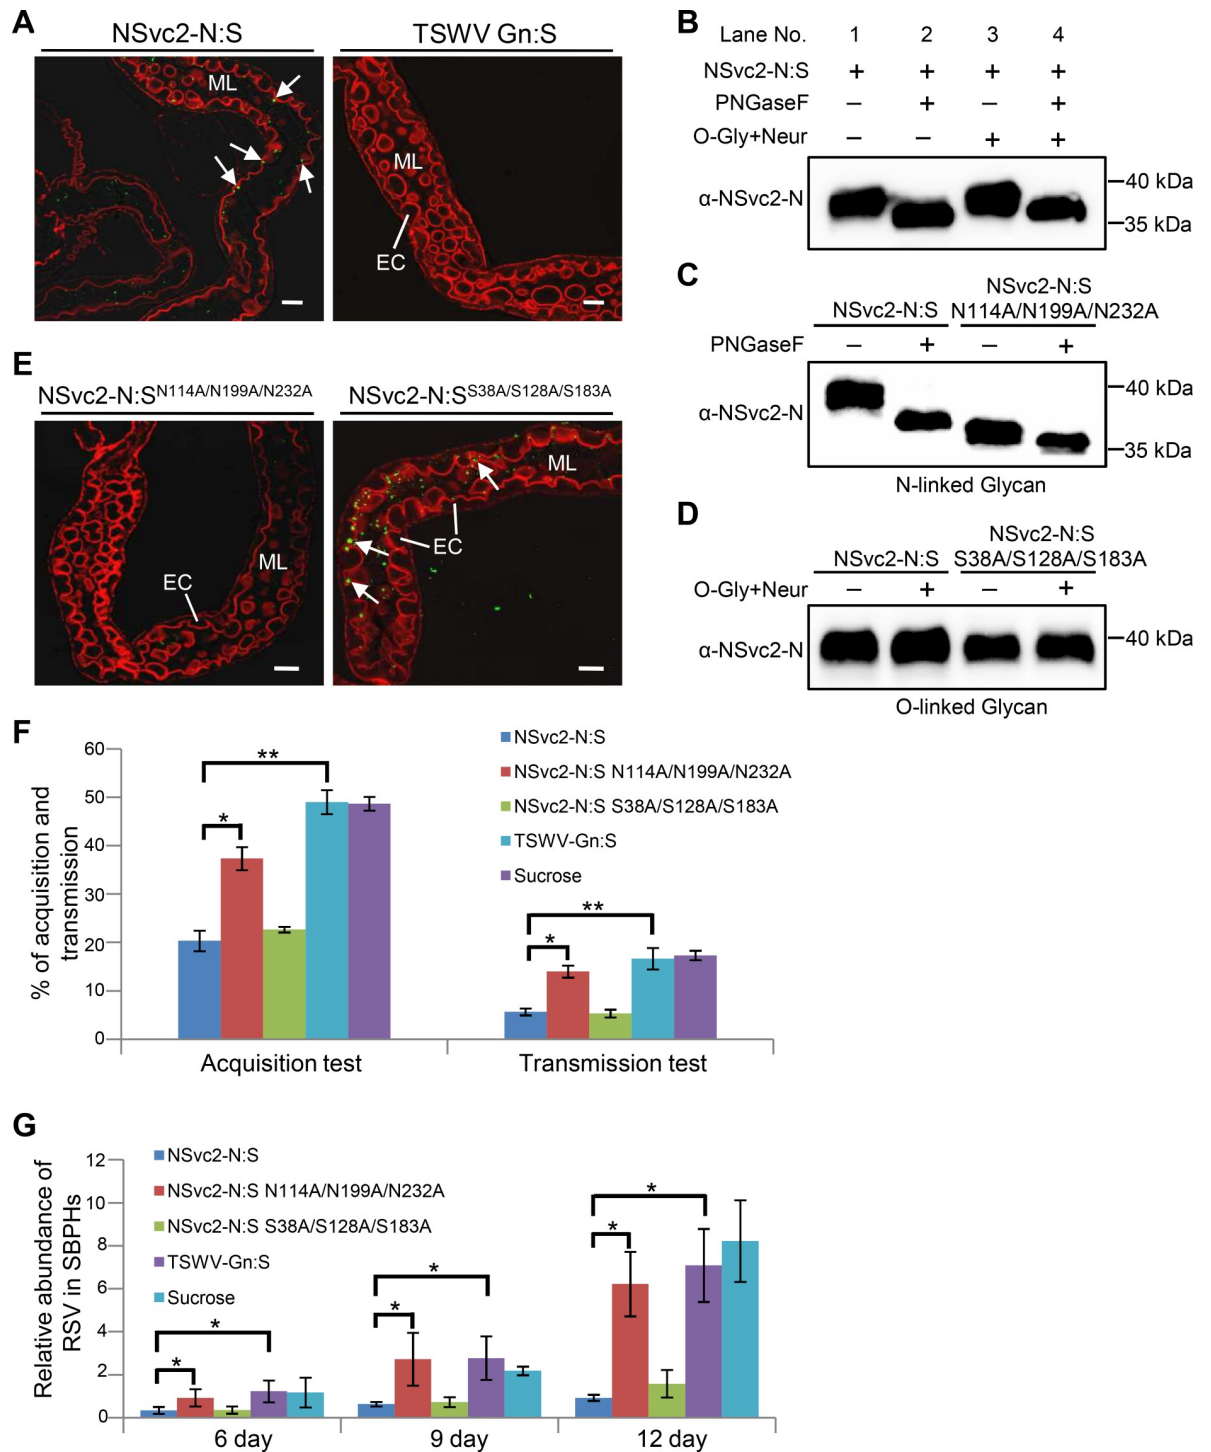 A
NSvc2-N:S
TSWV Gn:S
ML
ML
EC
B
Lane No. 1 2 3 4
NSvc2-N:S + + + +
PNGaseF – + – +
O-Gly+Neur – – + +
α-NSvc2-N
40 kDa
35 kDa
C
NSvc2-N:S
NSvc2-N:S
N114A/N199A/N232A
PNGaseF – + – +
α-NSvc2-N
40 kDa
35 kDa
N-linked Glycan
D
NSvc2-N:S
NSvc2-N:S
S38A/S128A/S183A
O-Gly+Neur – + – +
α-NSvc2-N
40 kDa
O-linked Glycan
E
NSvc2-N:S N114A/N199A/N232A
NSvc2-N:S S38A/S128A/S183A
EC
ML
ML
EC
F
% of acquisition and
transmission
60
50
40
30
20
10
0
*
**
*
**
NSvc2-N:S
NSvc2-N:S N114A/N199A/N232A
NSvc2-N:S S38A/S128A/S183A
TSWV-Gn:S
Sucrose
Acquisition test
Transmission test
G
Relative abundance of
RSV in SBPHs
12
10
8
6
4
2
0
NSvc2-N:S
NSvc2-N:S N114A/N199A/N232A
NSvc2-N:S S38A/S128A/S183A
TSWV-Gn:S
Sucrose
*
*
*
*
*
*
6 day
9 day
12 day